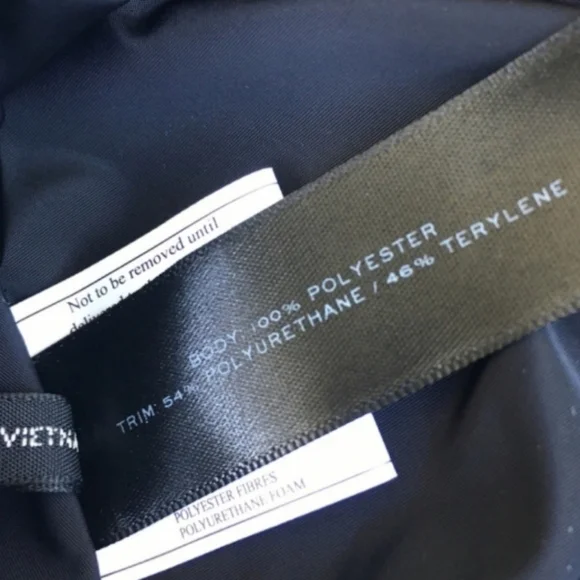 Not to be removed until
BODY: 100% POLYESTER
TRIM: 54% POLYURETHANE / 46% TERYLENE
VIETNA
POLYESTER FIBRES
POLYURETHANE FOAM